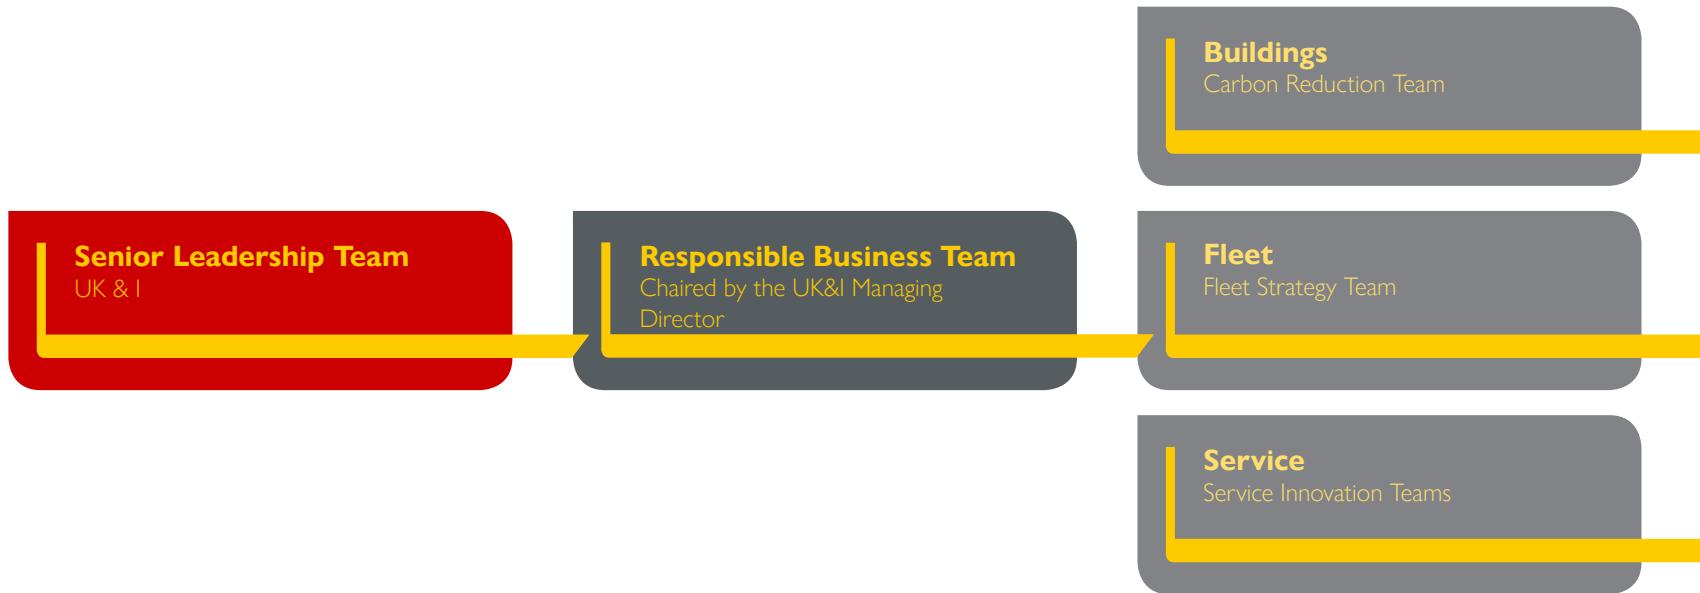 Senior Leadership Team
UK & I
Responsible Business Team
Chaired by the UK&I Managing
Director
Buildings
Carbon Reduction Team
Fleet
Fleet Strategy Team
Service
Service Innovation Teams